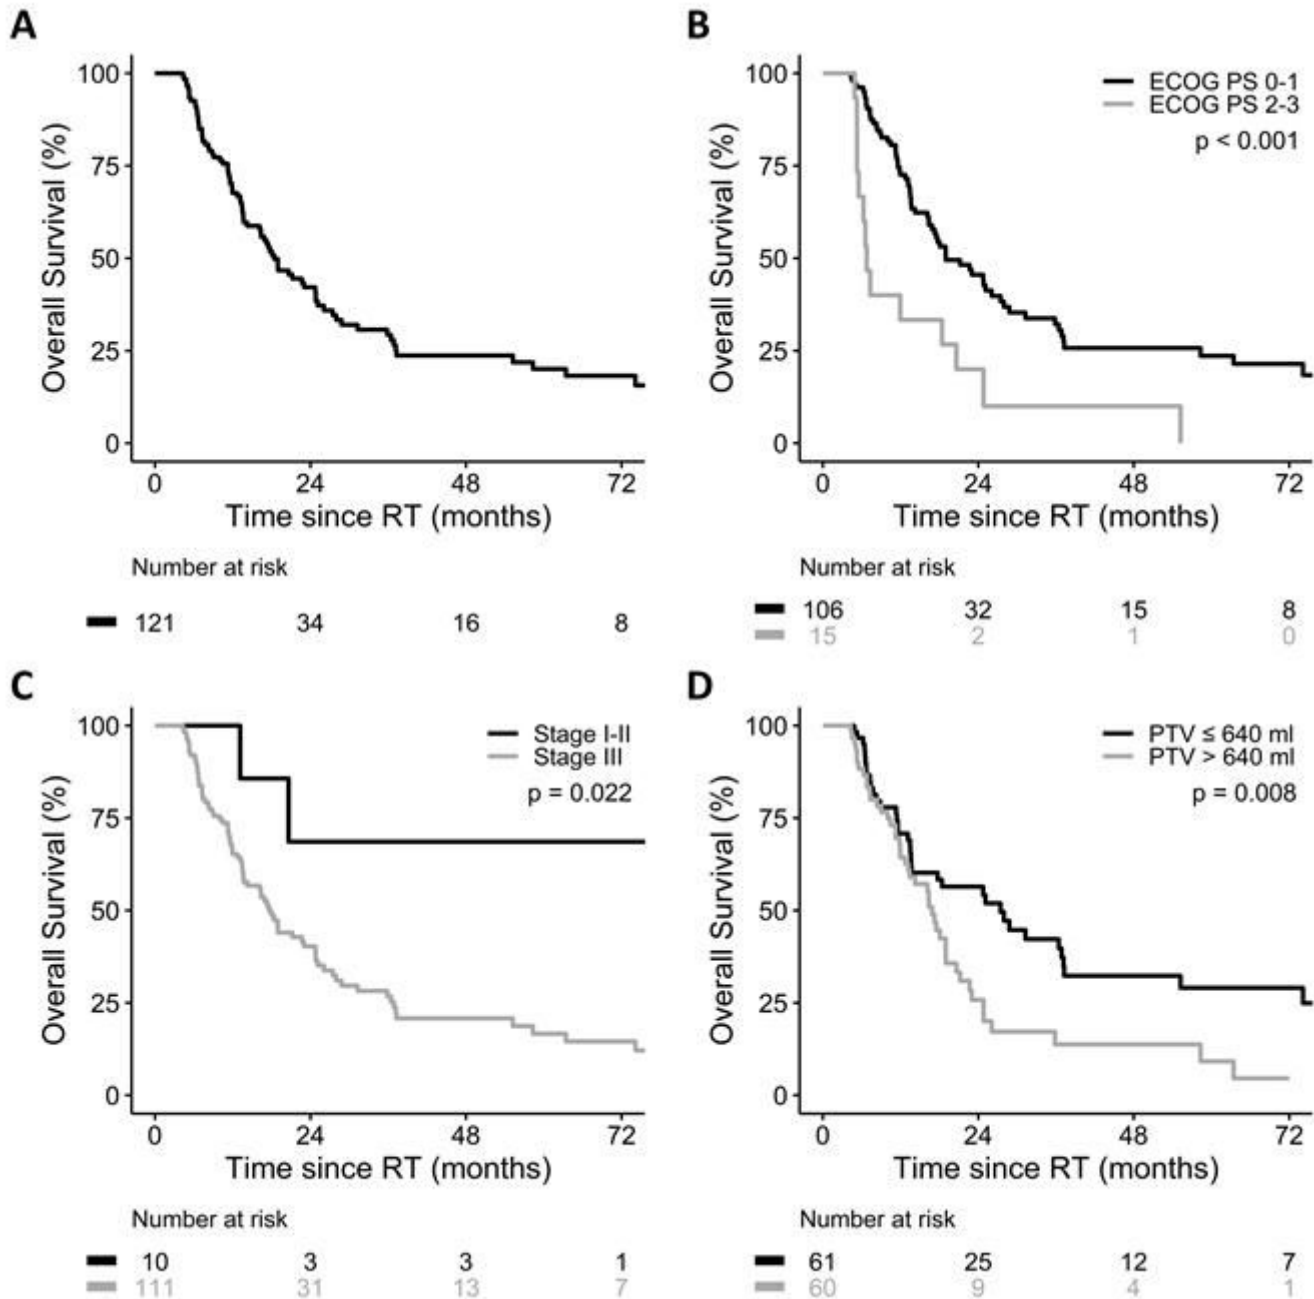 A
100
75
50
25
0
Overall Survival (%)
0 24 48 72
Time since RT (months)
Number at risk
121 34 16 8
B
ECOG PS 0-1
ECOG PS 2-3
p < 0.001
100
75
50
25
0
Overall Survival (%)
0 24 48 72
Time since RT (months)
Number at risk
106 32 15 8
15 2 1 0
C
Stage I-II
Stage III
p = 0.022
100
75
50
25
0
Overall Survival (%)
0 24 48 72
Time since RT (months)
Number at risk
10 3 3 1
111 31 13 7
D
PTV ≤ 640 ml
PTV > 640 ml
p = 0.008
100
75
50
25
0
Overall Survival (%)
0 24 48 72
Time since RT (months)
Number at risk
61 25 12 7
60 9 4 1